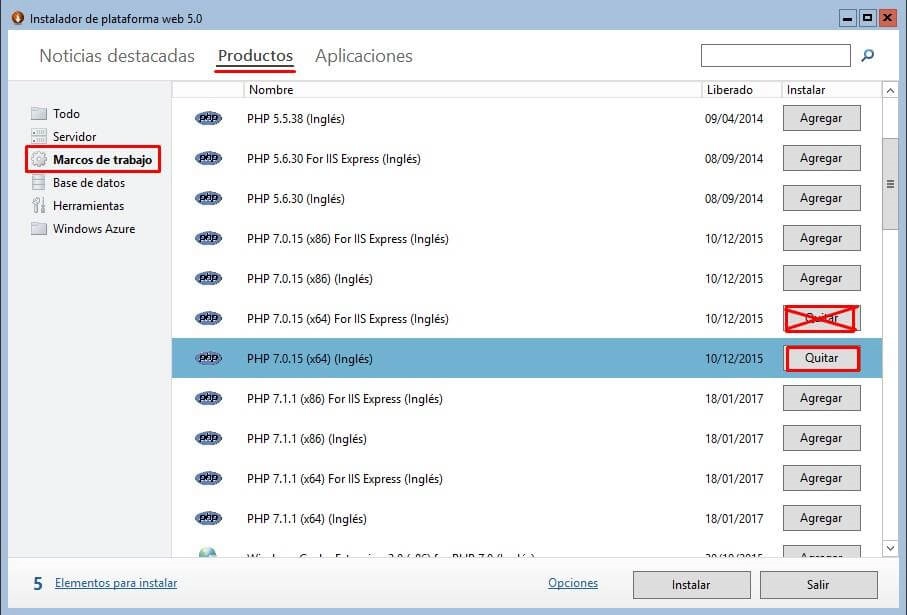 Instalador de plataforma web 5.0
Noticias destacadas Productos Aplicaciones
Nombre Liberado Instalar
Todo
Servidor
Marcos de trabajo
Base de datos
Herramientas
Windows Azure
php PHP 5.5.38 (Inglés) 09/04/2014 Agregar
php PHP 5.6.30 For IIS Express (Inglés) 08/09/2014 Agregar
php PHP 5.6.30 (Inglés) 08/09/2014 Agregar
php PHP 7.0.15 (x86) For IIS Express (Inglés) 10/12/2015 Agregar
php PHP 7.0.15 (x86) (Inglés) 10/12/2015 Agregar
php PHP 7.0.15 (x64) For IIS Express (Inglés) 10/12/2015 Quitar
php PHP 7.0.15 (x64) (Inglés) 10/12/2015 Quitar
php PHP 7.1.1 (x86) For IIS Express (Inglés) 18/01/2017 Agregar
php PHP 7.1.1 (x86) (Inglés) 18/01/2017 Agregar
php PHP 7.1.1 (x64) For IIS Express (Inglés) 18/01/2017 Agregar
php PHP 7.1.1 (x64) (Inglés) 18/01/2017 Agregar
5 Elementos para instalar Opciones Instalar Salir